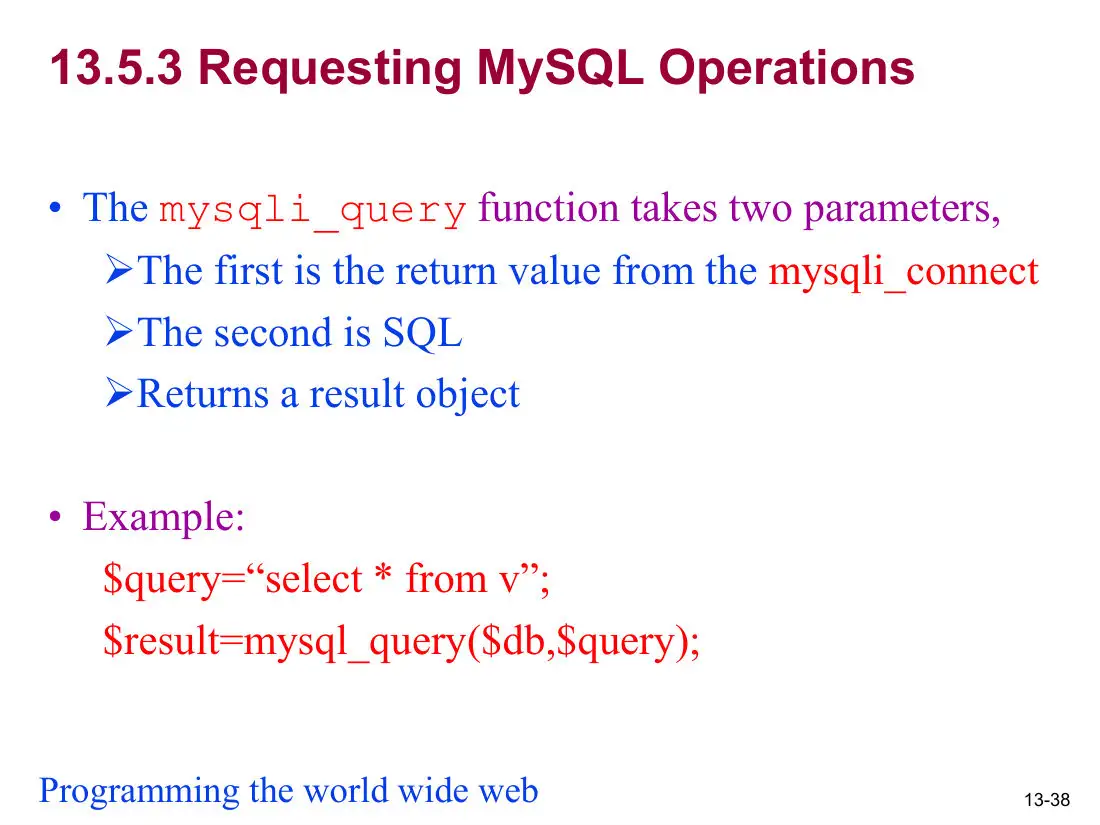 13.5.3 Requesting MySQL Operations
• The mysqli_query function takes two parameters,
➢The first is the return value from the mysqli_connect
➢The second is SQL
➢Returns a result object
• Example:
$query=“select * from v”;
$result=mysql_query($db,$query);
Programming the world wide web
13-38